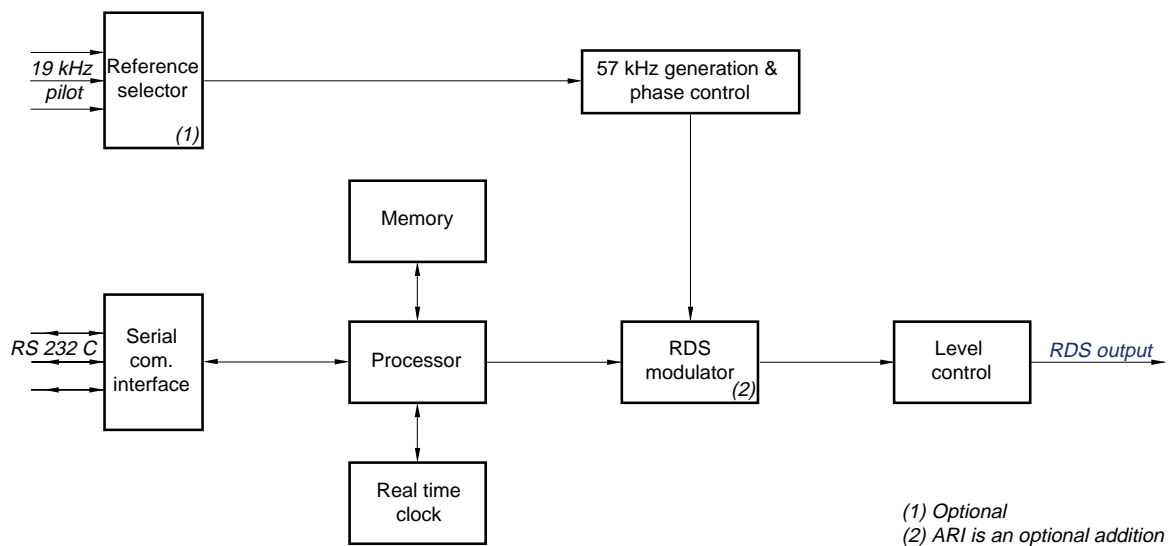 19 kHz
pilot
Reference
selector
(1)
57 kHz generation &
phase control
Memory
RS 232 C
Serial
com.
interface
Processor
RDS
modulator
(2)
Level
control
RDS output
Real time
clock
(1) Optional
(2) ARI is an optional addition